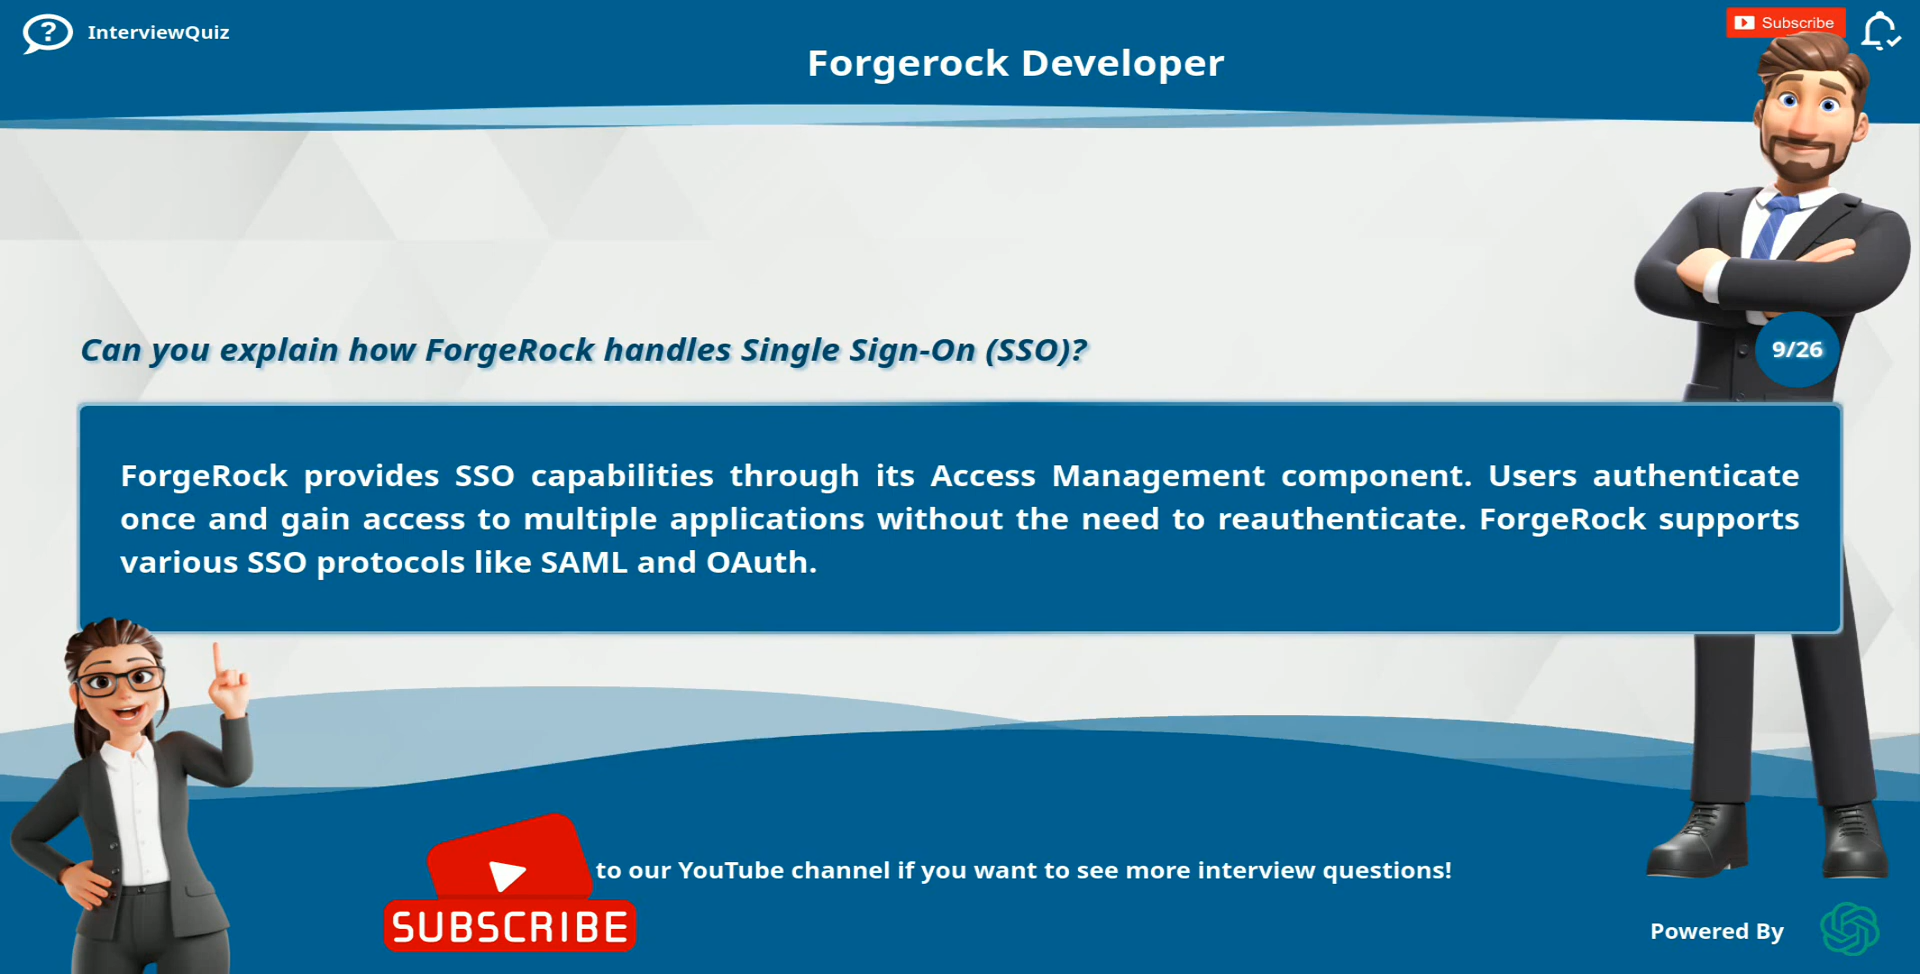 InterviewQuiz
Subscribe
Forgerock Developer
Can you explain how ForgeRock handles Single Sign-On (SSO)?
9/26
ForgeRock provides SSO capabilities through its Access Management component. Users authenticate
once and gain access to multiple applications without the need to reauthenticate. ForgeRock supports
various SSO protocols like SAML and OAuth.
to our YouTube channel if you want to see more interview questions!
SUBSCRIBE
Powered By